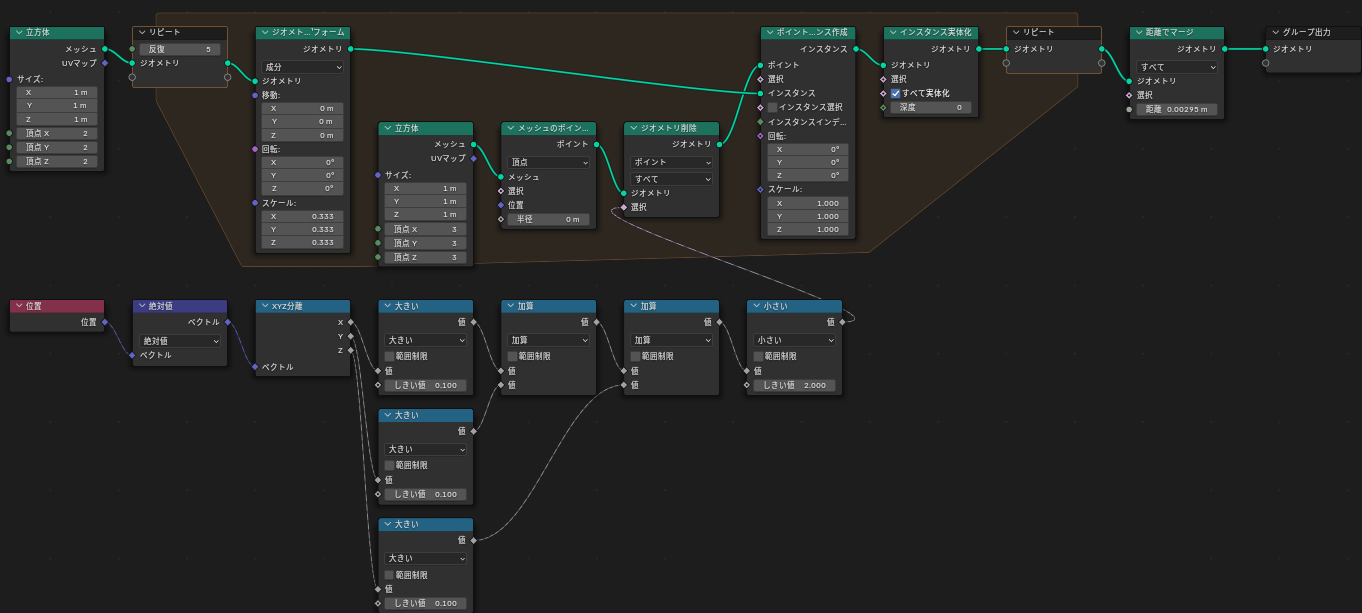 立方体
メッシュ
UVマップ
サイズ:
X 1 m
Y 1 m
Z 1 m
頂点 X 2
頂点 Y 2
頂点 Z 2
リピート
反復 5
ジオメトリ
ジオメト...'フォーム
ジオメトリ
成分
ジオメトリ
移動:
X 0 m
Y 0 m
Z 0 m
回転:
X 0°
Y 0°
Z 0°
スケール:
X 0.333
Y 0.333
Z 0.333
立方体
メッシュ
UVマップ
サイズ:
X 1 m
Y 1 m
Z 1 m
頂点 X 3
頂点 Y 3
頂点 Z 3
メッシュのポイン...
ポイント
頂点
メッシュ
選択
位置
半径 0 m
ジオメトリ削除
ジオメトリ
ポイント
すべて
ジオメトリ
選択
ポイント...ンス作成
インスタンス
ポイント
選択
インスタンス
インスタンス選択
インスタンスインデ...
回転:
X 0°
Y 0°
Z 0°
スケール:
X 1.000
Y 1.000
Z 1.000
インスタンス実体化
ジオメトリ
ジオメトリ
選択
すべて実体化
深度 0
リピート
ジオメトリ
距離でマージ
ジオメトリ
すべて
ジオメトリ
選択
距離 0.00295 m
グループ出力
ジオメトリ
位置
位置
絶対値
ベクトル
絶対値
ベクトル
XYZ分離
X
Y
Z
ベクトル
大きい
値
大きい
範囲制限
値
しきい値 0.100
大きい
値
大きい
範囲制限
値
しきい値 0.100
大きい
値
大きい
範囲制限
値
しきい値 0.100
加算
値
加算
範囲制限
値
値
加算
値
加算
範囲制限
値
値
小さい
値
小さい
範囲制限
値
しきい値 2.000